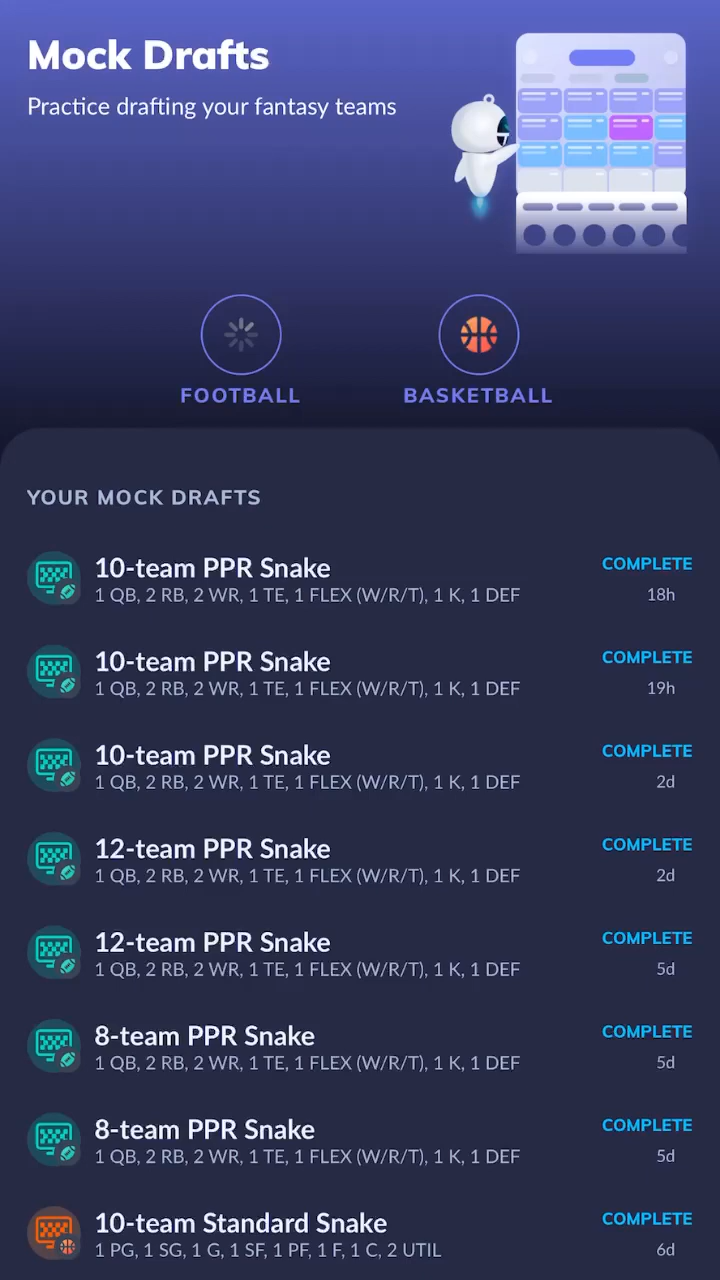 Mock Drafts
Practice drafting your fantasy teams
FOOTBALL
BASKETBALL
YOUR MOCK DRAFTS
10-team PPR Snake
COMPLETE
1 QB, 2 RB, 2 WR, 1 TE, 1 FLEX (W/R/T), 1 K, 1 DEF
18h
10-team PPR Snake
COMPLETE
1 QB, 2 RB, 2 WR, 1 TE, 1 FLEX (W/R/T), 1 K, 1 DEF
19h
10-team PPR Snake
COMPLETE
1 QB, 2 RB, 2 WR, 1 TE, 1 FLEX (W/R/T), 1 K, 1 DEF
2d
12-team PPR Snake
COMPLETE
1 QB, 2 RB, 2 WR, 1 TE, 1 FLEX (W/R/T), 1 K, 1 DEF
2d
12-team PPR Snake
COMPLETE
1 QB, 2 RB, 2 WR, 1 TE, 1 FLEX (W/R/T), 1 K, 1 DEF
5d
8-team PPR Snake
COMPLETE
1 QB, 2 RB, 2 WR, 1 TE, 1 FLEX (W/R/T), 1 K, 1 DEF
5d
8-team PPR Snake
COMPLETE
1 QB, 2 RB, 2 WR, 1 TE, 1 FLEX (W/R/T), 1 K, 1 DEF
5d
10-team Standard Snake
COMPLETE
1 PG, 1 SG, 1 G, 1 SF, 1 PF, 1 F, 1 C, 2 UTIL
6d